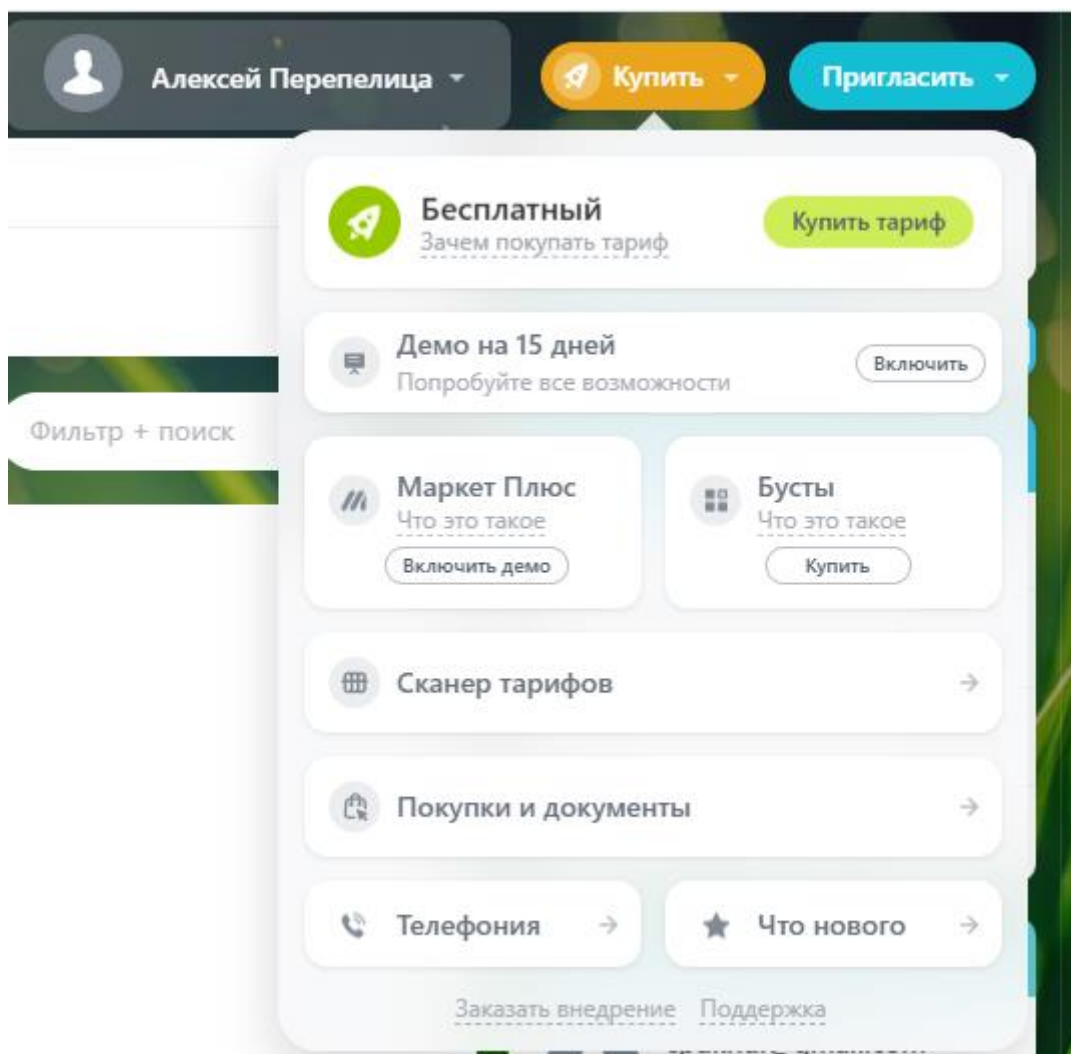 Алексей Перепелица
Купить
Пригласить
Бесплатный
Зачем покупать тариф
Купить тариф
Демо на 15 дней
Попробуйте все возможности
Включить
Фильтр + поиск
Маркет Плюс
Что это такое
Включить демо
Бусты
Что это такое
Купить
Сканер тарифов
Покупки и документы
Телефония
Что нового
Заказать внедрение
Поддержка